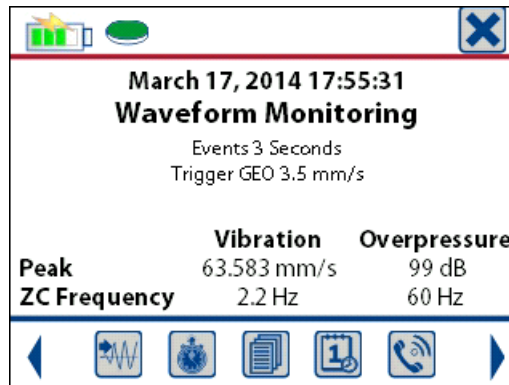 March 17, 2014 17:55:31
Waveform Monitoring
Events 3 Seconds
Trigger GEO 3.5 mm/s
Vibration Overpressure
Peak 63.583 mm/s 99 dB
ZC Frequency 2.2 Hz 60 Hz
1